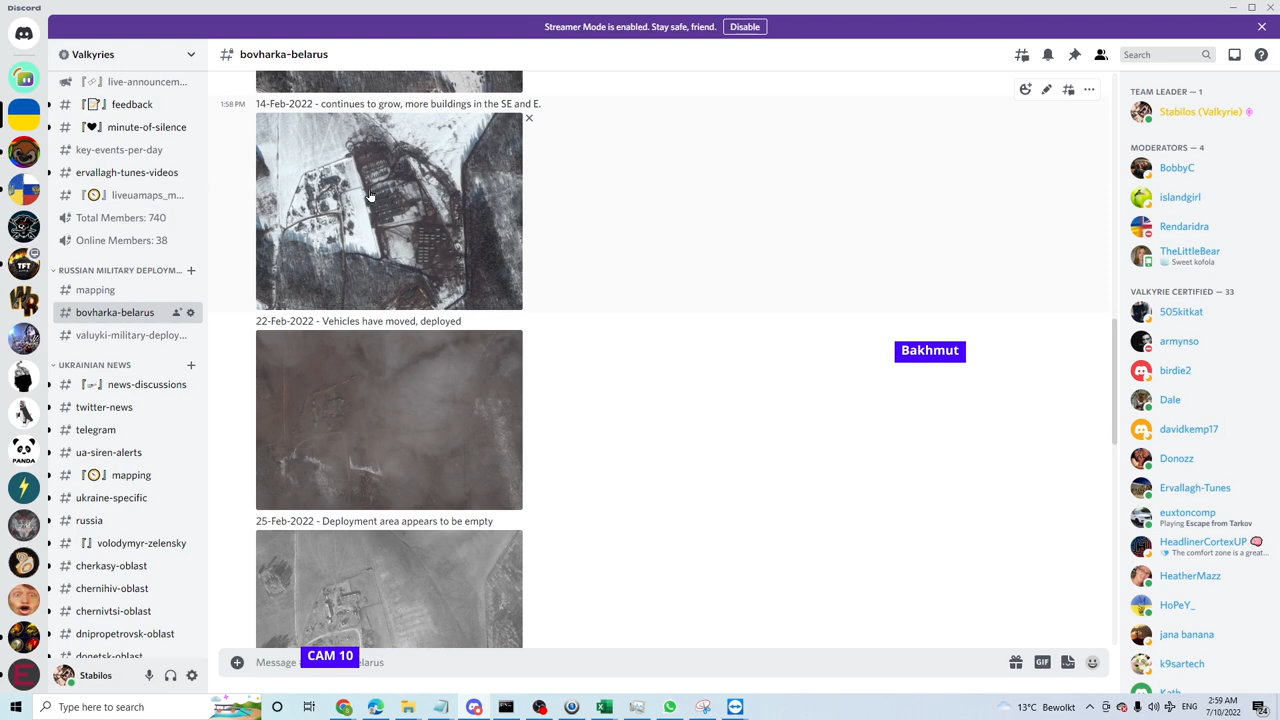 Discord
Streamer Mode is enabled. Stay safe, friend.
Disable
Valkyries
bovharka-belarus
Search
live-announcem...
feedback
minute-of-silence
key-events-per-day
ervallagh-tunes-videos
liveuamaps_m...
Total Members: 740
Online Members: 38
RUSSIAN MILITARY DEPLOYM...
mapping
bovharka-belarus
valuyki-military-deploy...
UKRAINIAN NEWS
news-discussions
twitter-news
telegram
ua-siren-alerts
mapping
ukraine-specific
russia
volodymyr-zelensky
cherkasy-oblast
chernihiv-oblast
chernivtsi-oblast
dnipropetrovsk-oblast
donetsk-oblast
Stabilos
1:58 PM
14-Feb-2022 - continues to grow, more buildings in the SE and E.
22-Feb-2022 - Vehicles have moved, deployed
25-Feb-2022 - Deployment area appears to be empty
Bakhmut
CAM 10
Message
elarus
GIF
TEAM LEADER — 1
Stabilos (Valkyrie)
MODERATORS — 4
BobbyC
islandgirl
Rendaridra
TheLittleBear
Sweet kofola
VALKYRIE CERTIFIED — 33
505kitkat
armynso
birdie2
Dale
davidkemp17
Donozz
Ervallagh-Tunes
euxtoncomp
Playing Escape from Tarkov
HeadlinerCortexUP
The comfort zone is a great...
HeatherMazz
HoPeY_
jana banana
k9sartech
Kath
TFT
PANDA
Type here to search
13°C Bewolkt
ENG
2:59 AM
7/10/2022
24